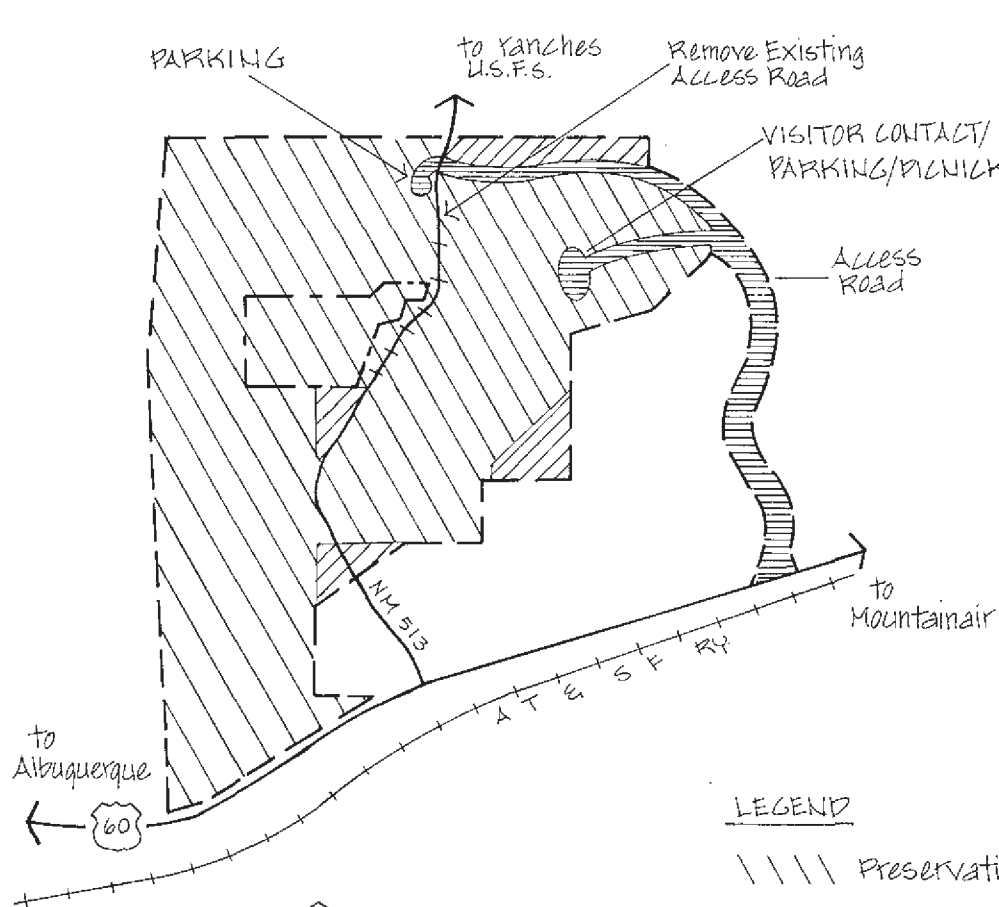 PARKING
to ranches
U.S.F.S.
Remove Existing
Access Road
VISITOR CONTACT/
PARKING/PICNICK
Access
Road
NM 513
to
Mountainair
A T & S F RY
to
Albuquerque
60
LEGEND
Preservati